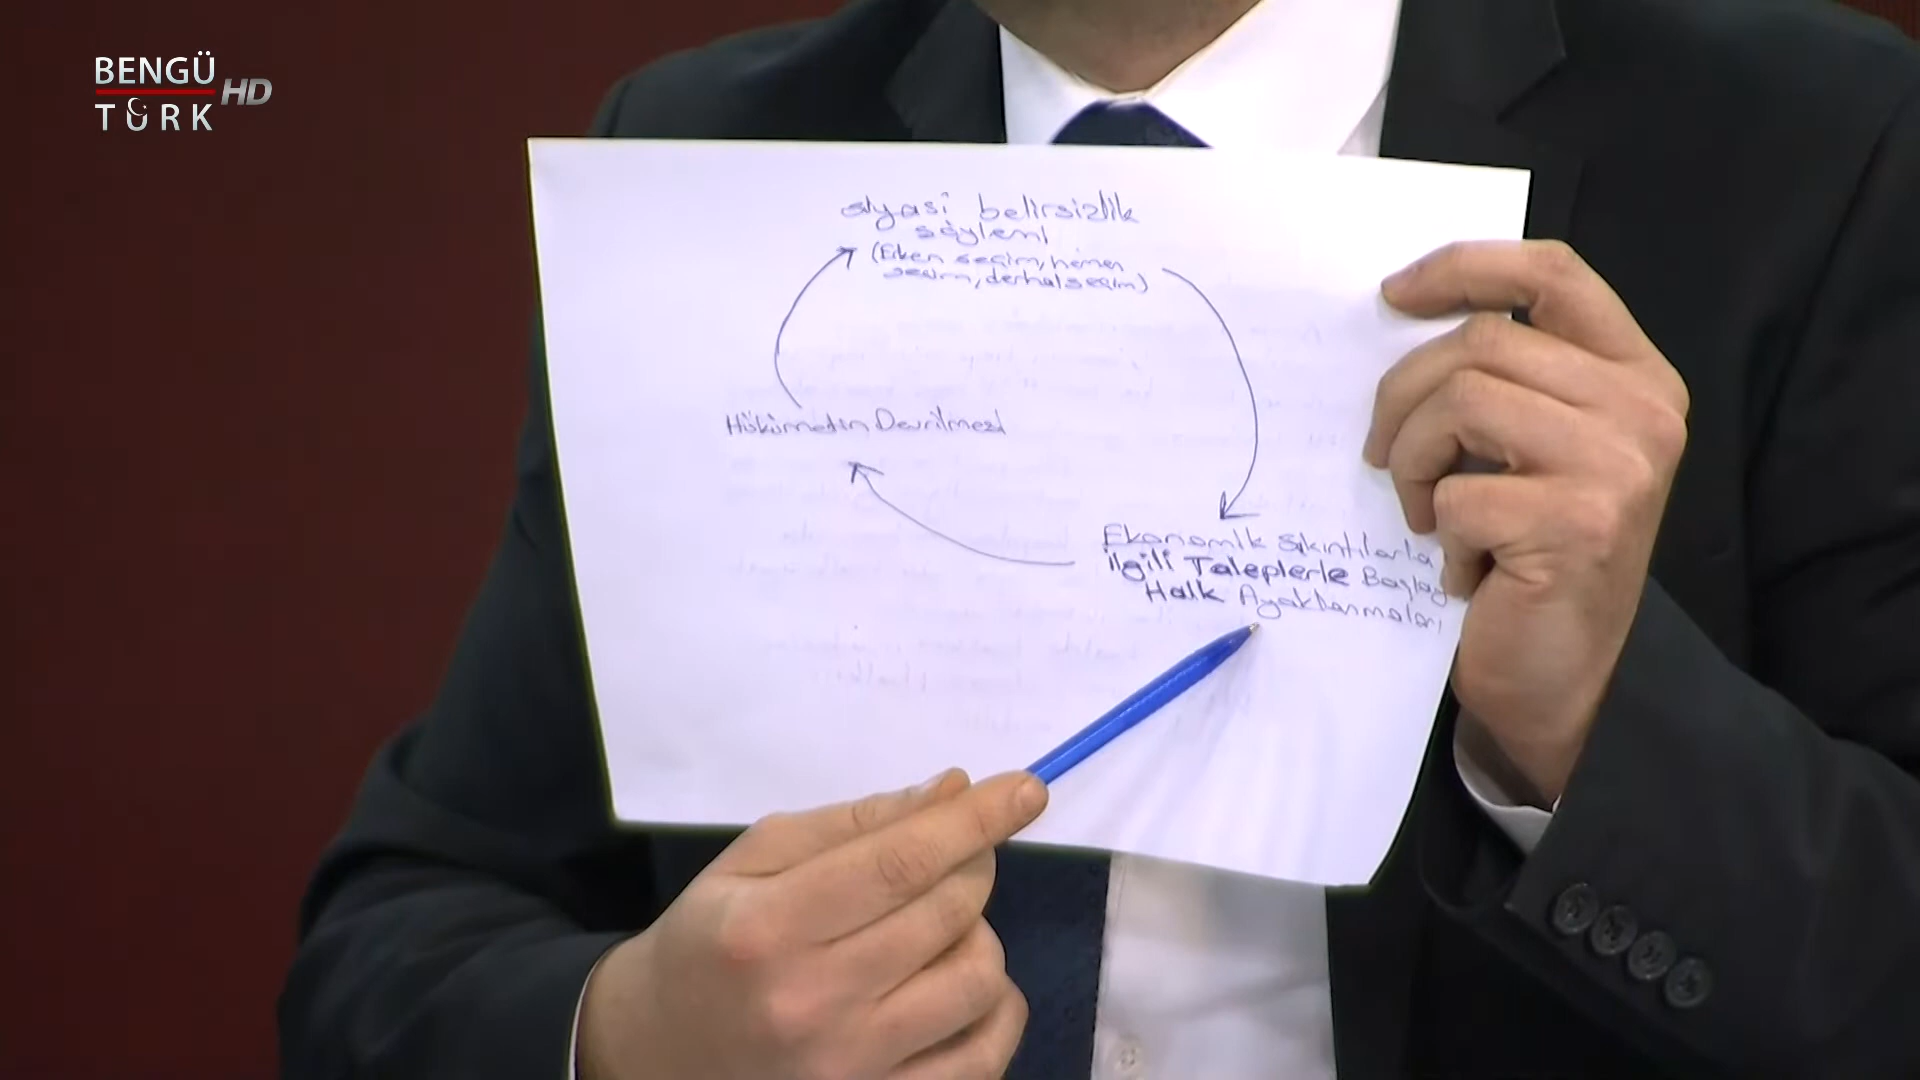 BENGÜ
TÜRK HD
siyasi belirsizlik
söylemi
(Erken seçim, hemen
seçim, derhal seçim)
Hükümetin Devrilmesi
Ekonomik Sıkıntılarla
İlgili Taleplerle Başlay
Halk Ayaklanmaları